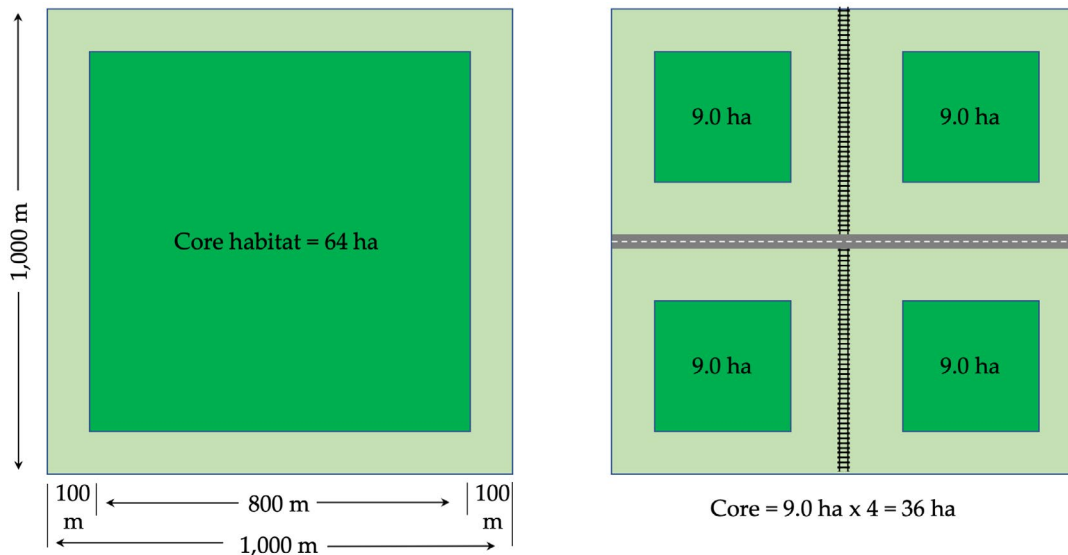 1,000 m
Core habitat = 64 ha
100
m
800 m
100
m
1,000 m
9.0 ha
9.0 ha
9.0 ha
9.0 ha
Core = 9.0 ha x 4 = 36 ha